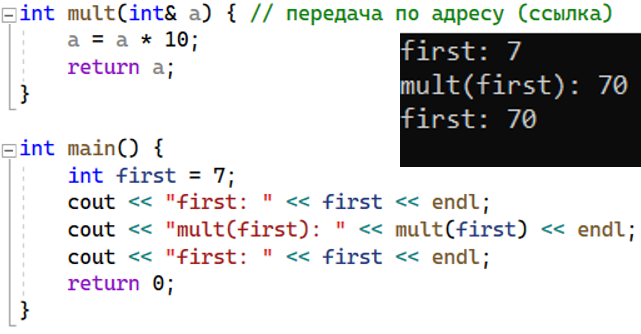 int mult(int& a) { // передача по адресу (ссылка)
    a = a * 10;
    return a;
}
int main() {
    int first = 7;
    cout << "first: " << first << endl;
    cout << "mult(first): " << mult(first) << endl;
    cout << "first: " << first << endl;
    return 0;
}
first: 7
mult(first): 70
first: 70